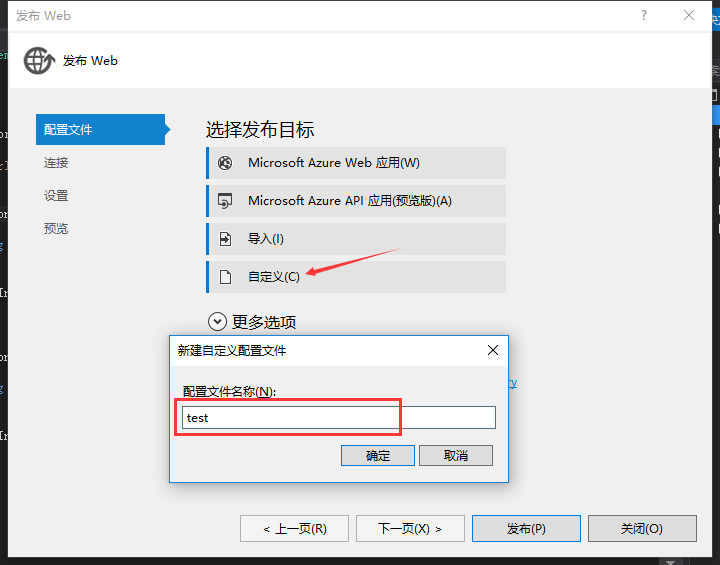 发布 Web
?
发布 Web
配置文件
连接
设置
预览
选择发布目标
Microsoft Azure Web 应用(W)
Microsoft Azure API 应用(预览版)(A)
导入(I)
自定义(C)
更多选项
新建自定义配置文件
配置文件名称(N):
test
确定
取消
< 上一页(R)
下一页(X) >
发布(P)
关闭(O)